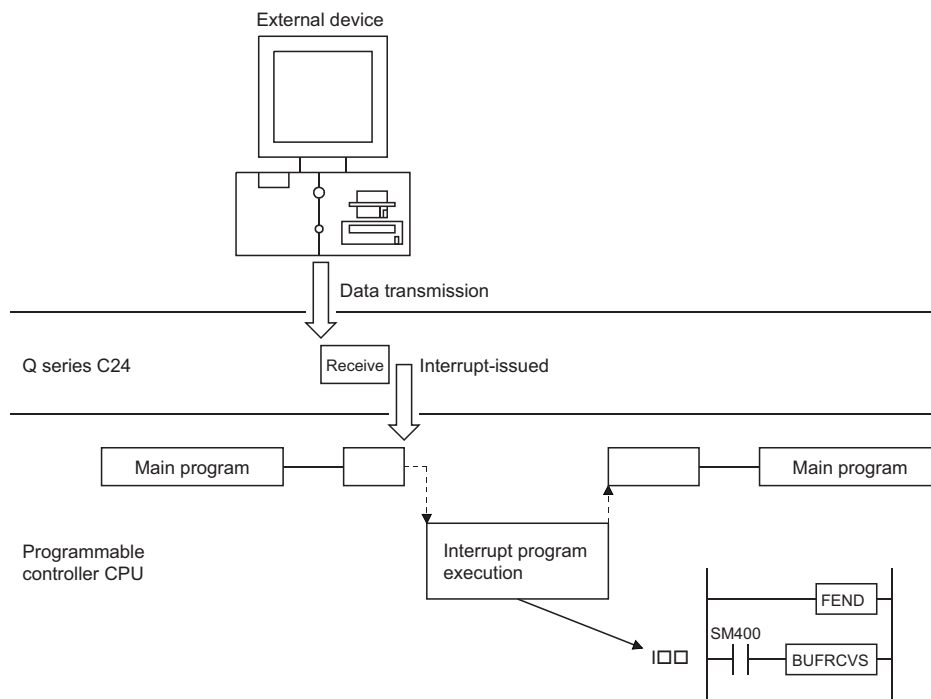 External device
Data transmission
Q series C24
Receive
Interrupt-issued
Main program
Main program
Programmable
controller CPU
Interrupt program
execution
FEND
SM400
I□□
BUFRCVS